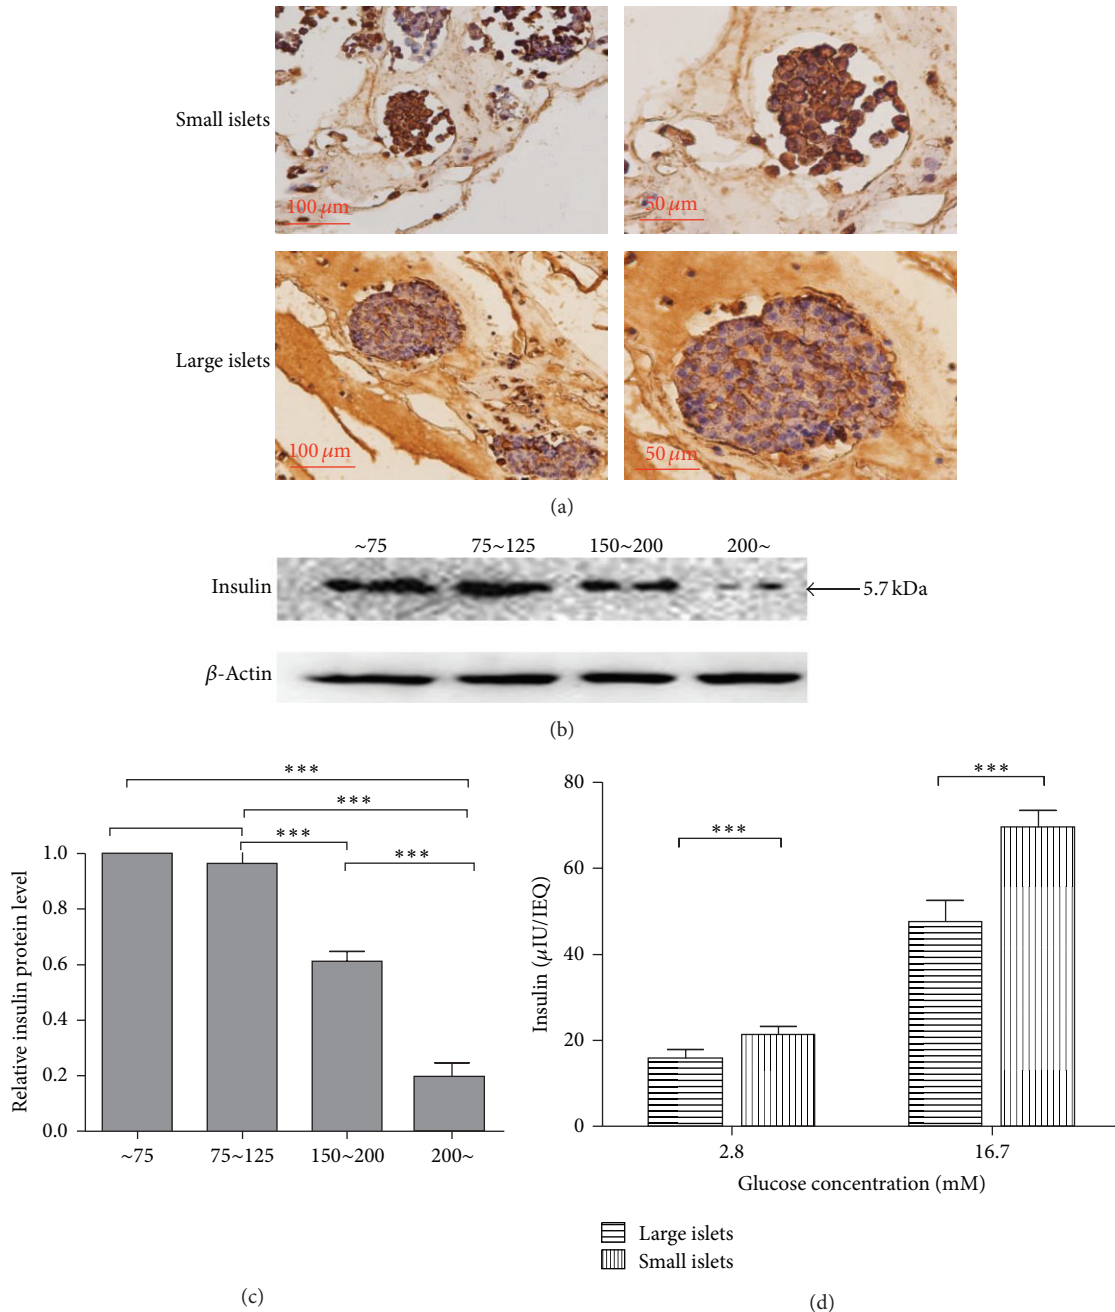 Small islets
100 μm
50 μm
Large islets
100 μm
50 μm
(a)
~75 75~125 150~200 200~
Insulin
5.7 kDa
β-Actin
(b)
***
***
***
***
1.0
0.8
0.6
0.4
0.2
0.0
Relative insulin protein level
~75 75~125 150~200 200~
(c)
***
***
80
60
40
20
0
Insulin (μIU/IEQ)
2.8 16.7
Glucose concentration (mM)
Large islets
Small islets
(d)